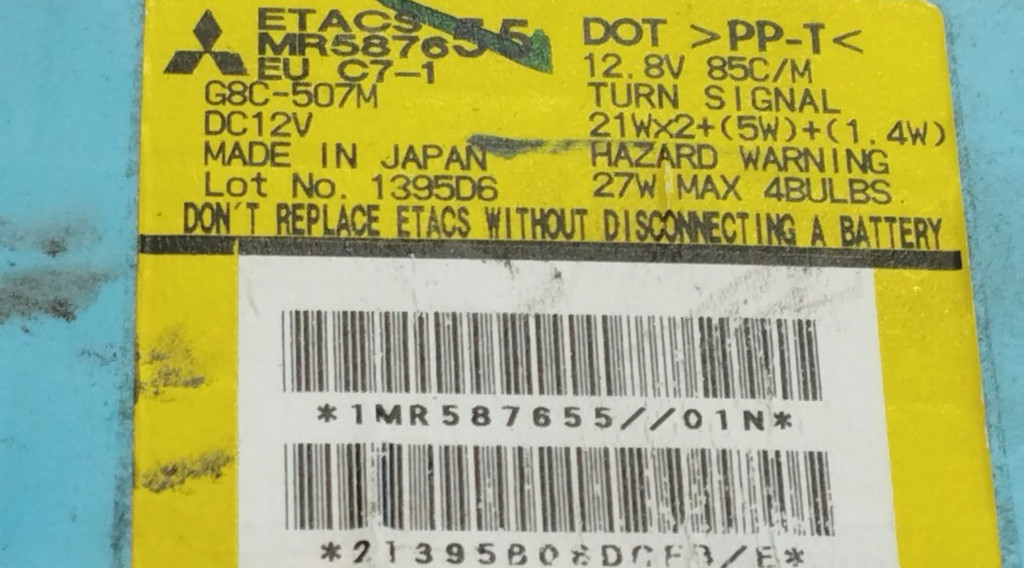 ETACS
MR587655
EU C7-1
G8C-507M
DC12V
MADE IN JAPAN
Lot No. 1395D6
DOT >PP-T<
12.8V 85C/M
TURN SIGNAL
21W×2+(5W)+(1.4W)
HAZARD WARNING
27W MAX 4BULBS
DON'T REPLACE ETACS WITHOUT DISCONNECTING A BATTERY
*1MR587655//01N*